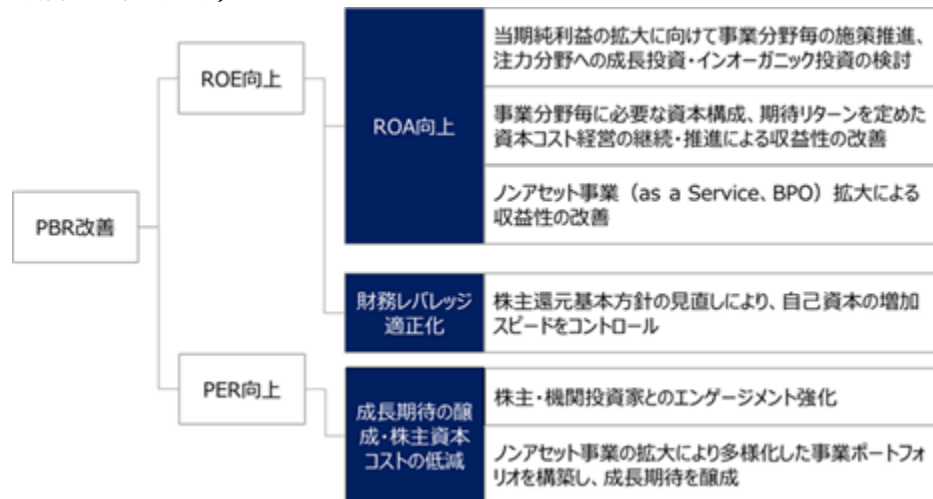 PBR改善
ROE向上
ROA向上
当期純利益の拡大に向けて事業分野毎の施策推進、
注力分野への成長投資・インオーガニック投資の検討
事業分野毎に必要な資本構成、期待リターンを定めた
資本コスト経営の継続・推進による収益性の改善
ノンアセット事業（as a Service、BPO）拡大による
収益性の改善
財務レバレッジ
適正化
株主還元基本方針の見直しにより、自己資本の増加
スピードをコントロール
PER向上
成長期待の醸
成・株主資本
コストの低減
株主・機関投資家とのエンゲージメント強化
ノンアセット事業の拡大により多様化した事業ポートフォ
リオを構築し、成長期待を醸成